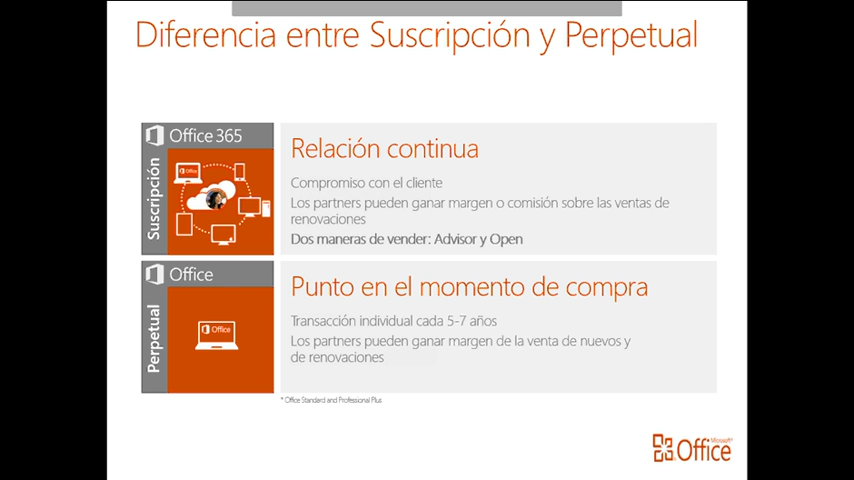 Diferencia entre Suscripción y Perpetual
Office 365
Suscripción
Office
Relación continua
Compromiso con el cliente
Los partners pueden ganar margen o comisión sobre las ventas de
renovaciones
Dos maneras de vender: Advisor y Open
Office
Perpetual
Office
Punto en el momento de compra
Transacción individual cada 5-7 años
Los partners pueden ganar margen de la venta de nuevos y
de renovaciones
* Office Standard and Professional Plus
Microsoft®
Office